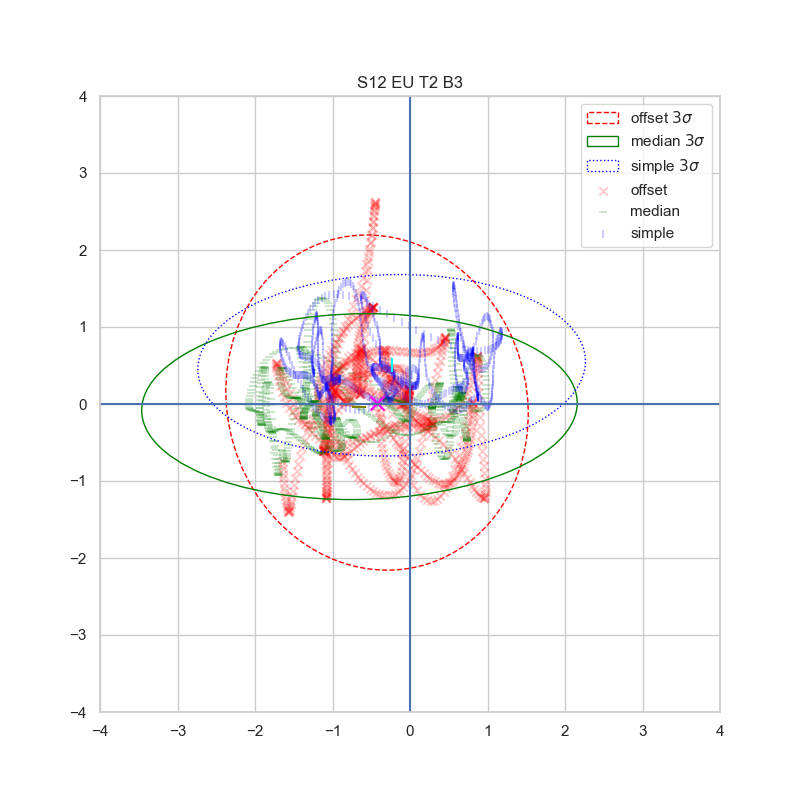 S12 EU T2 B3
4
3
2
1
0
−1
−2
−3
−4
−4
−3
−2
−1
0
1
2
3
4
offset 3σ
median 3σ
simple 3σ
offset
median
simple